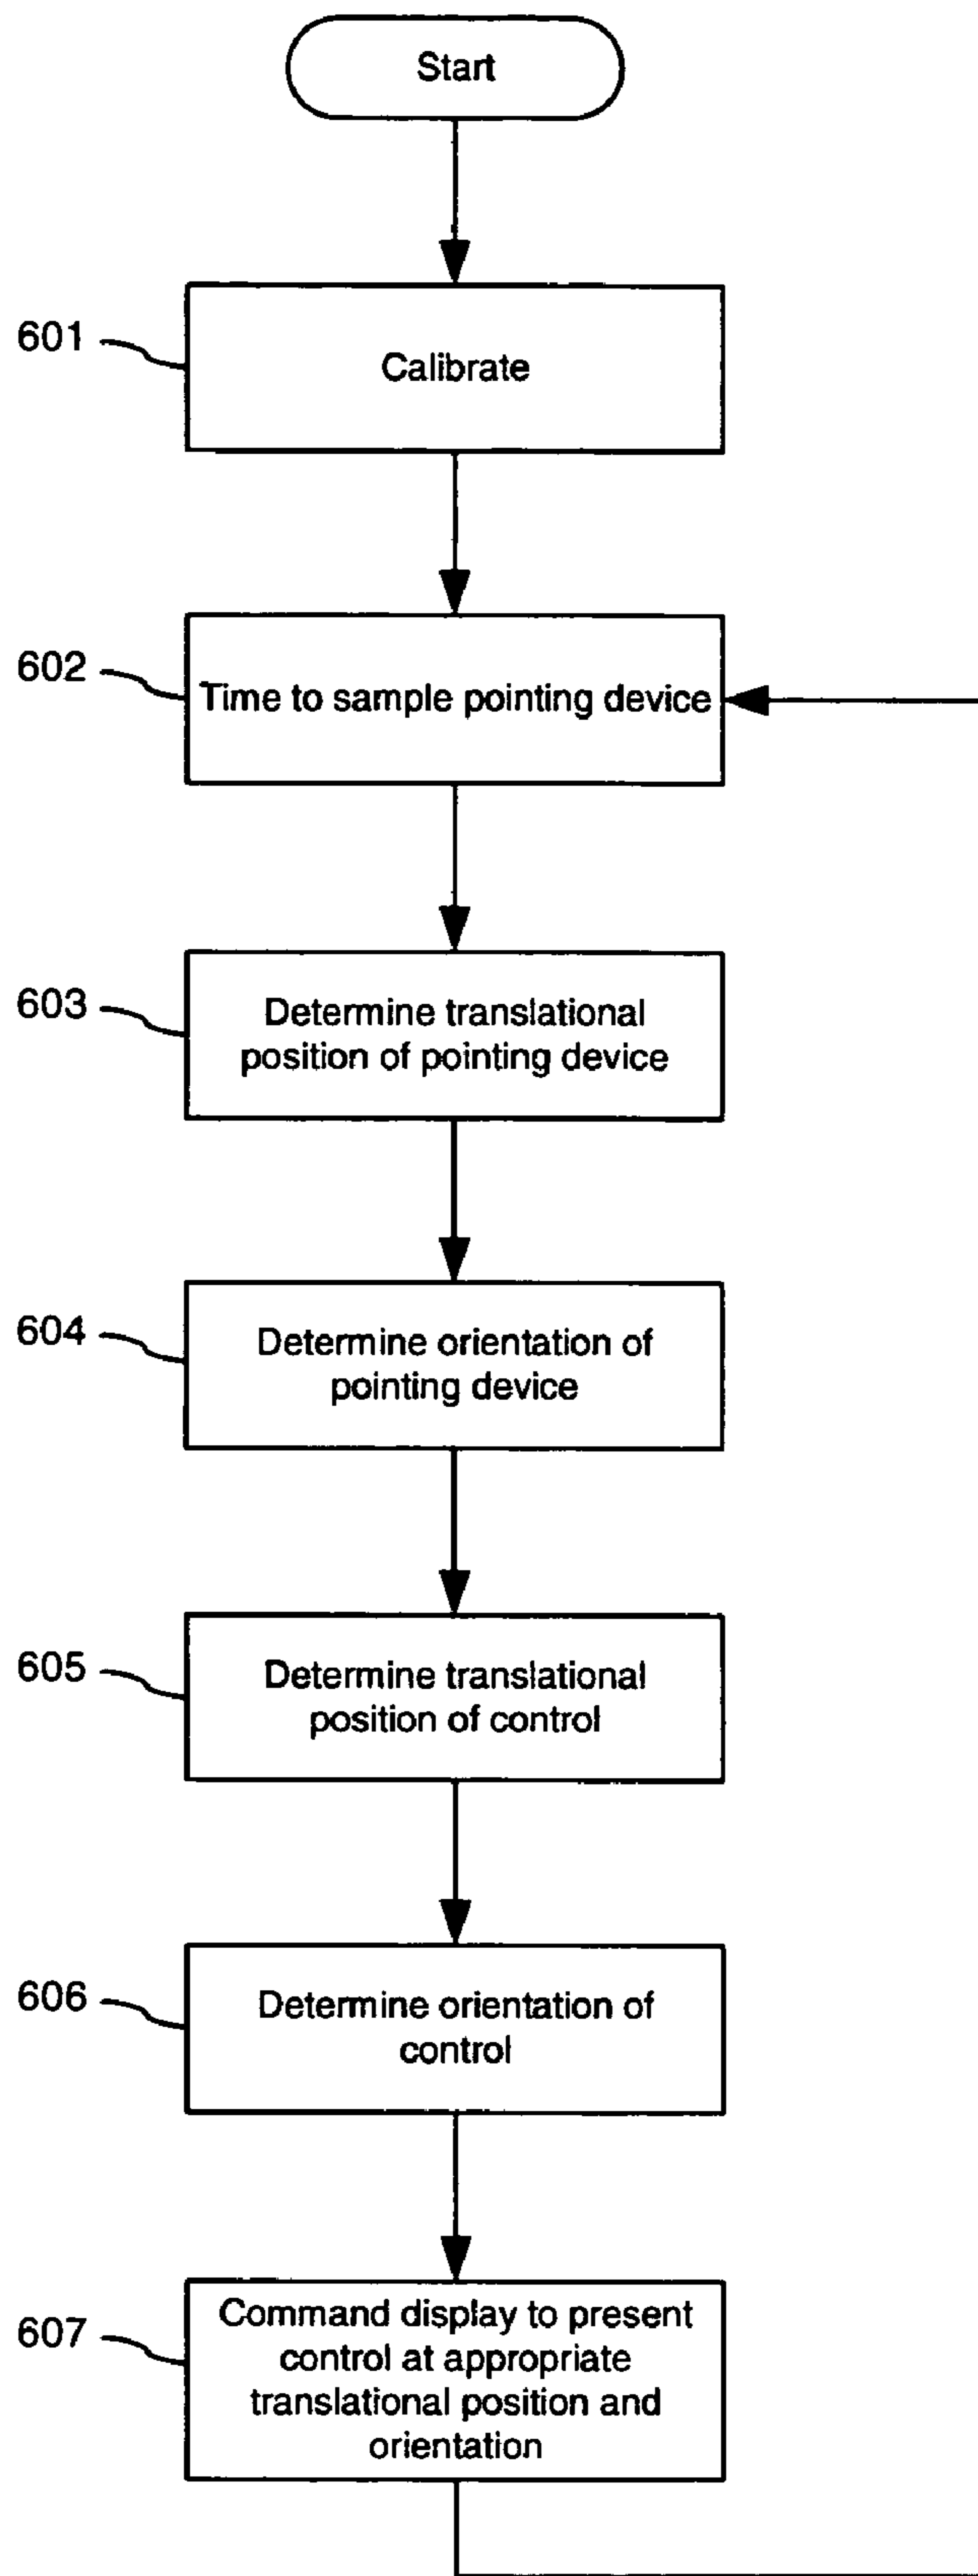 Start
601
Calibrate
602
Time to sample pointing device
603
Determine translational
position of pointing device
604
Determine orientation of
pointing device
605
Determine translational
position of control
606
Determine orientation of
control
607
Command display to present
control at appropriate
translational position and
orientation